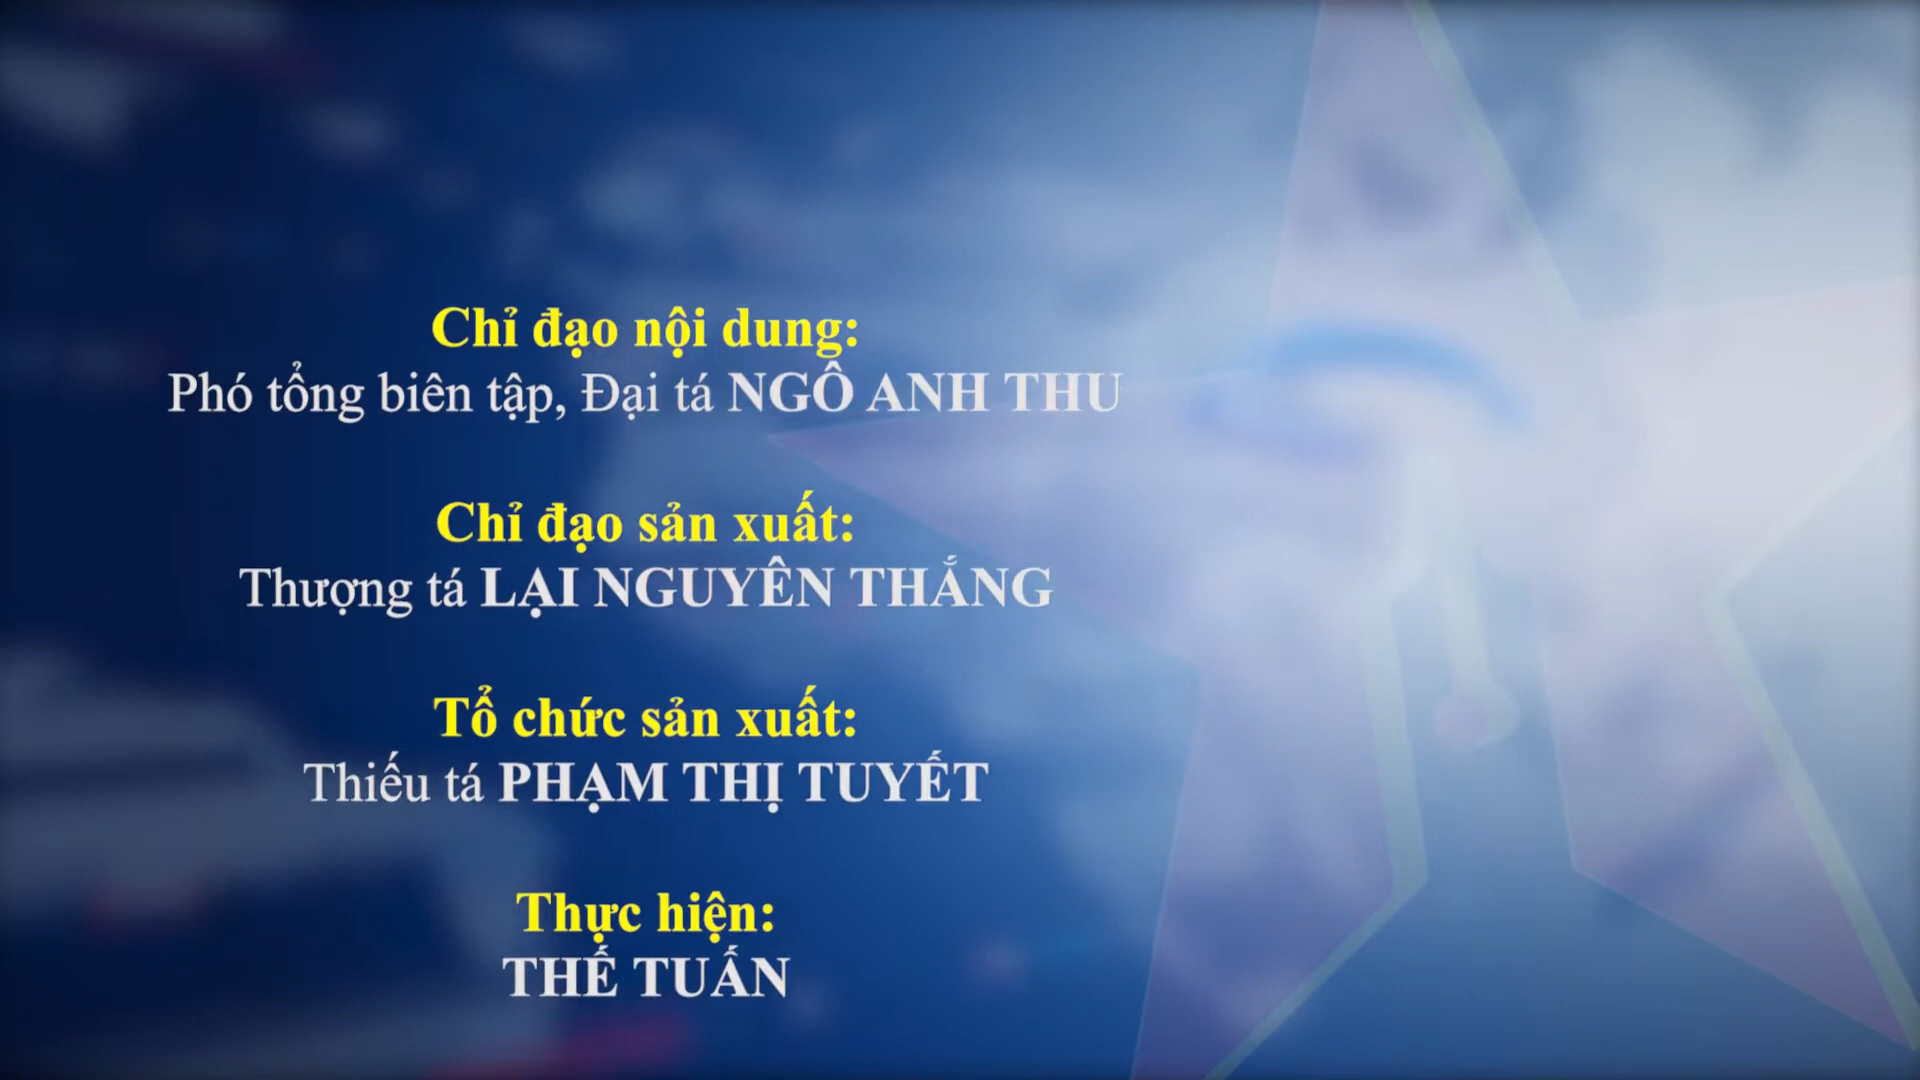 Chỉ đạo nội dung:
Phó tổng biên tập, Đại tá NGÔ ANH THU
Chỉ đạo sản xuất:
Thượng tá LẠI NGUYÊN THẮNG
Tổ chức sản xuất:
Thiếu tá PHẠM THỊ TUYẾT
Thực hiện:
THẾ TUẤN